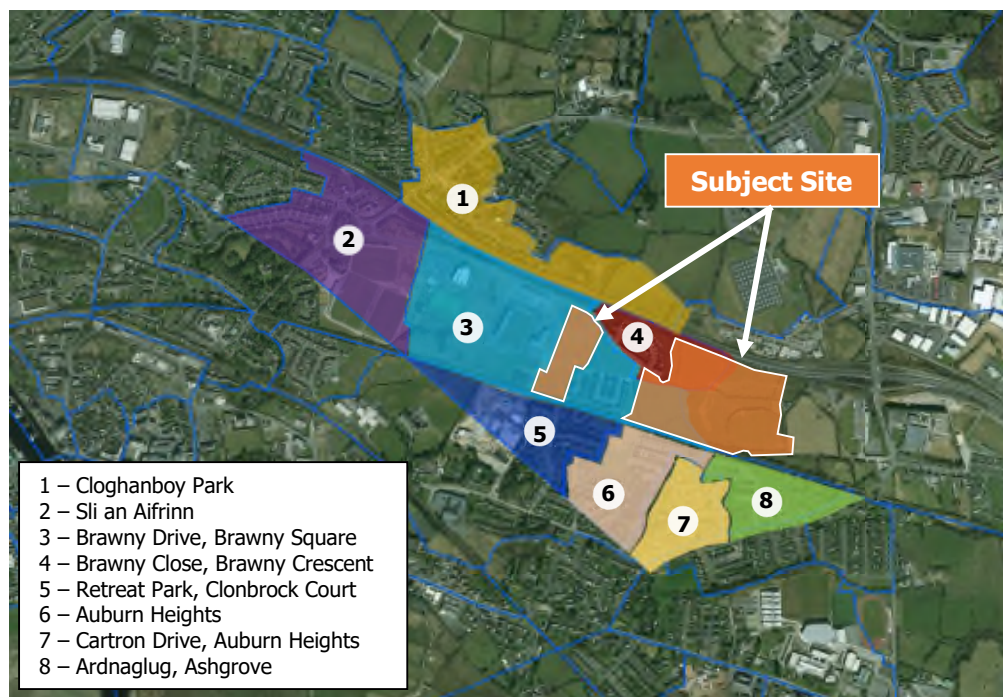 1
Subject Site
2
3
4
5
6
7
8
1 – Cloghanboy Park
2 – Sli an Aifrinn
3 – Brawny Drive, Brawny Square
4 – Brawny Close, Brawny Crescent
5 – Retreat Park, Clonbrock Court
6 – Auburn Heights
7 – Cartron Drive, Auburn Heights
8 – Ardnaglug, Ashgrove